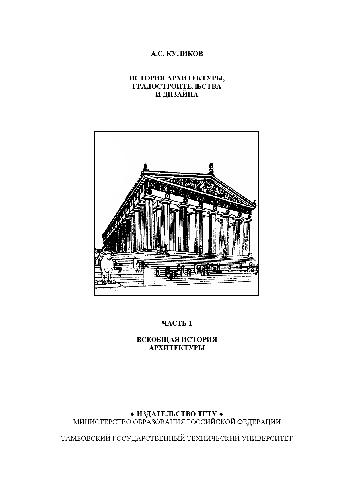 А.С. КУЛИКОВ
ИСТОРИЯ АРХИТЕКТУРЫ,
ГРАДОСТРОИТЕЛЬСТВА
И ДИЗАЙНА
ЧАСТЬ 1
ВСЕОБЩАЯ ИСТОРИЯ
АРХИТЕКТУРЫ
♦ ИЗДАТЕЛЬСТВО ТГТУ ♦
МИНИСТЕРСТВО ОБРАЗОВАНИЯ РОССИЙСКОЙ ФЕДЕРАЦИИ
ТАМБОВСКИЙ ГОСУДАРСТВЕННЫЙ ТЕХНИЧЕСКИЙ УНИВЕРСИТЕТ